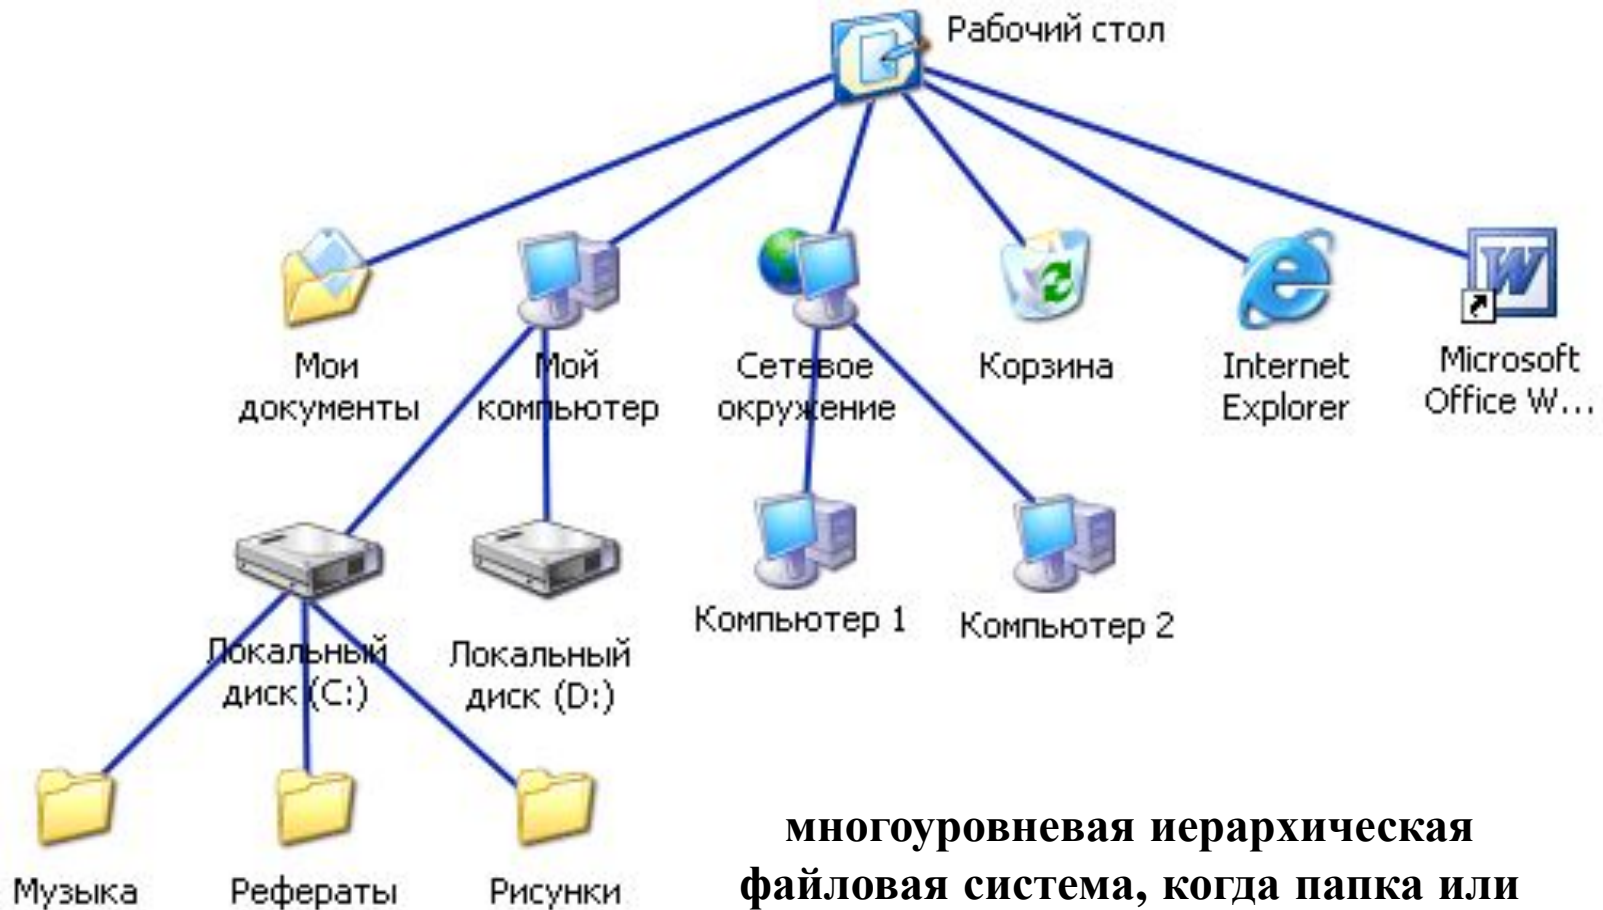 Рабочий стол
Мои
документы
Мой
компьютер
Сетевое
окружение
Корзина
Internet
Explorer
Microsoft
Office W...
Локальный
диск (C:)
Локальный
диск (D:)
Компьютер 1
Компьютер 2
Музыка
Рефераты
Рисунки
многоуровневая иерархическая
файловая система, когда папка или